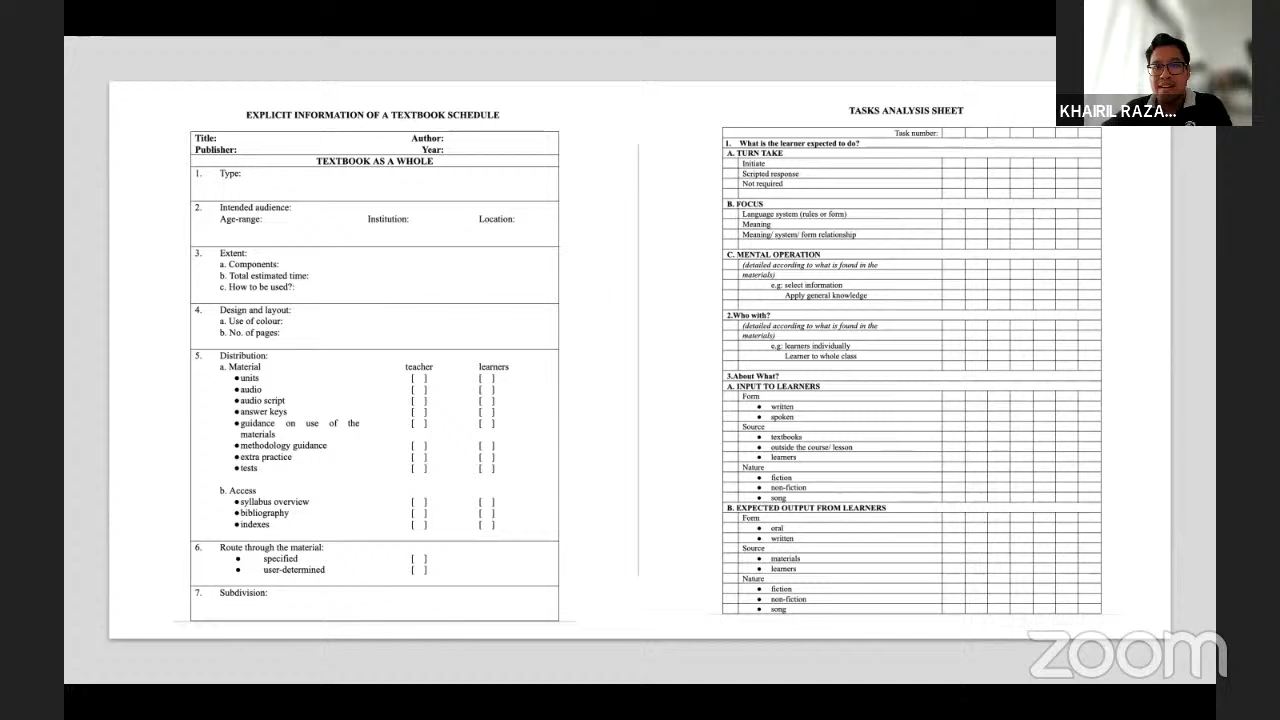 EXPLICIT INFORMATION OF A TEXTBOOK SCHEDULE
Title: Author:
Publisher: Year:
TEXTBOOK AS A WHOLE
1. Type:
2. Intended audience:
Age-range: Institution: Location:
3. Extent:
a. Components:
b. Total estimated time:
c. How to be used?:
4. Design and layout:
a. Use of colour:
b. No. of pages:
5. Distribution:
a. Material teacher learners
● units [ ] [ ]
● audio [ ] [ ]
● audio script [ ] [ ]
● answer keys [ ] [ ]
● guidance on use of the [ ] [ ]
materials
● methodology guidance [ ] [ ]
● extra practice [ ] [ ]
● tests [ ] [ ]
b. Access
● syllabus overview [ ] [ ]
● bibliography [ ] [ ]
● indexes [ ] [ ]
6. Route through the material:
● specified [ ]
● user-determined [ ]
7. Subdivision:
TASKS ANALYSIS SHEET
Task number:
1. What is the learner expected to do?
A. TURN TAKE
Initiate
Scripted response
Not required
B. FOCUS
Language system (rules or form)
Meaning
Meaning/ system/ form relationship
C. MENTAL OPERATION
(detailed according to what is found in the
materials)
e.g: select information
Apply general knowledge
2.Who with?
(detailed according to what is found in the
materials)
e.g: learners individually
Learner to whole class
3.About What?
A. INPUT TO LEARNERS
Form
● written
● spoken
Source
● textbooks
● outside the course/ lesson
● learners
Nature
● fiction
● non-fiction
● song
B. EXPECTED OUTPUT FROM LEARNERS
Form
● oral
● written
Source
● materials
● learners
Nature
● fiction
● non-fiction
● song
KHAIRIL RAZA...
zoom